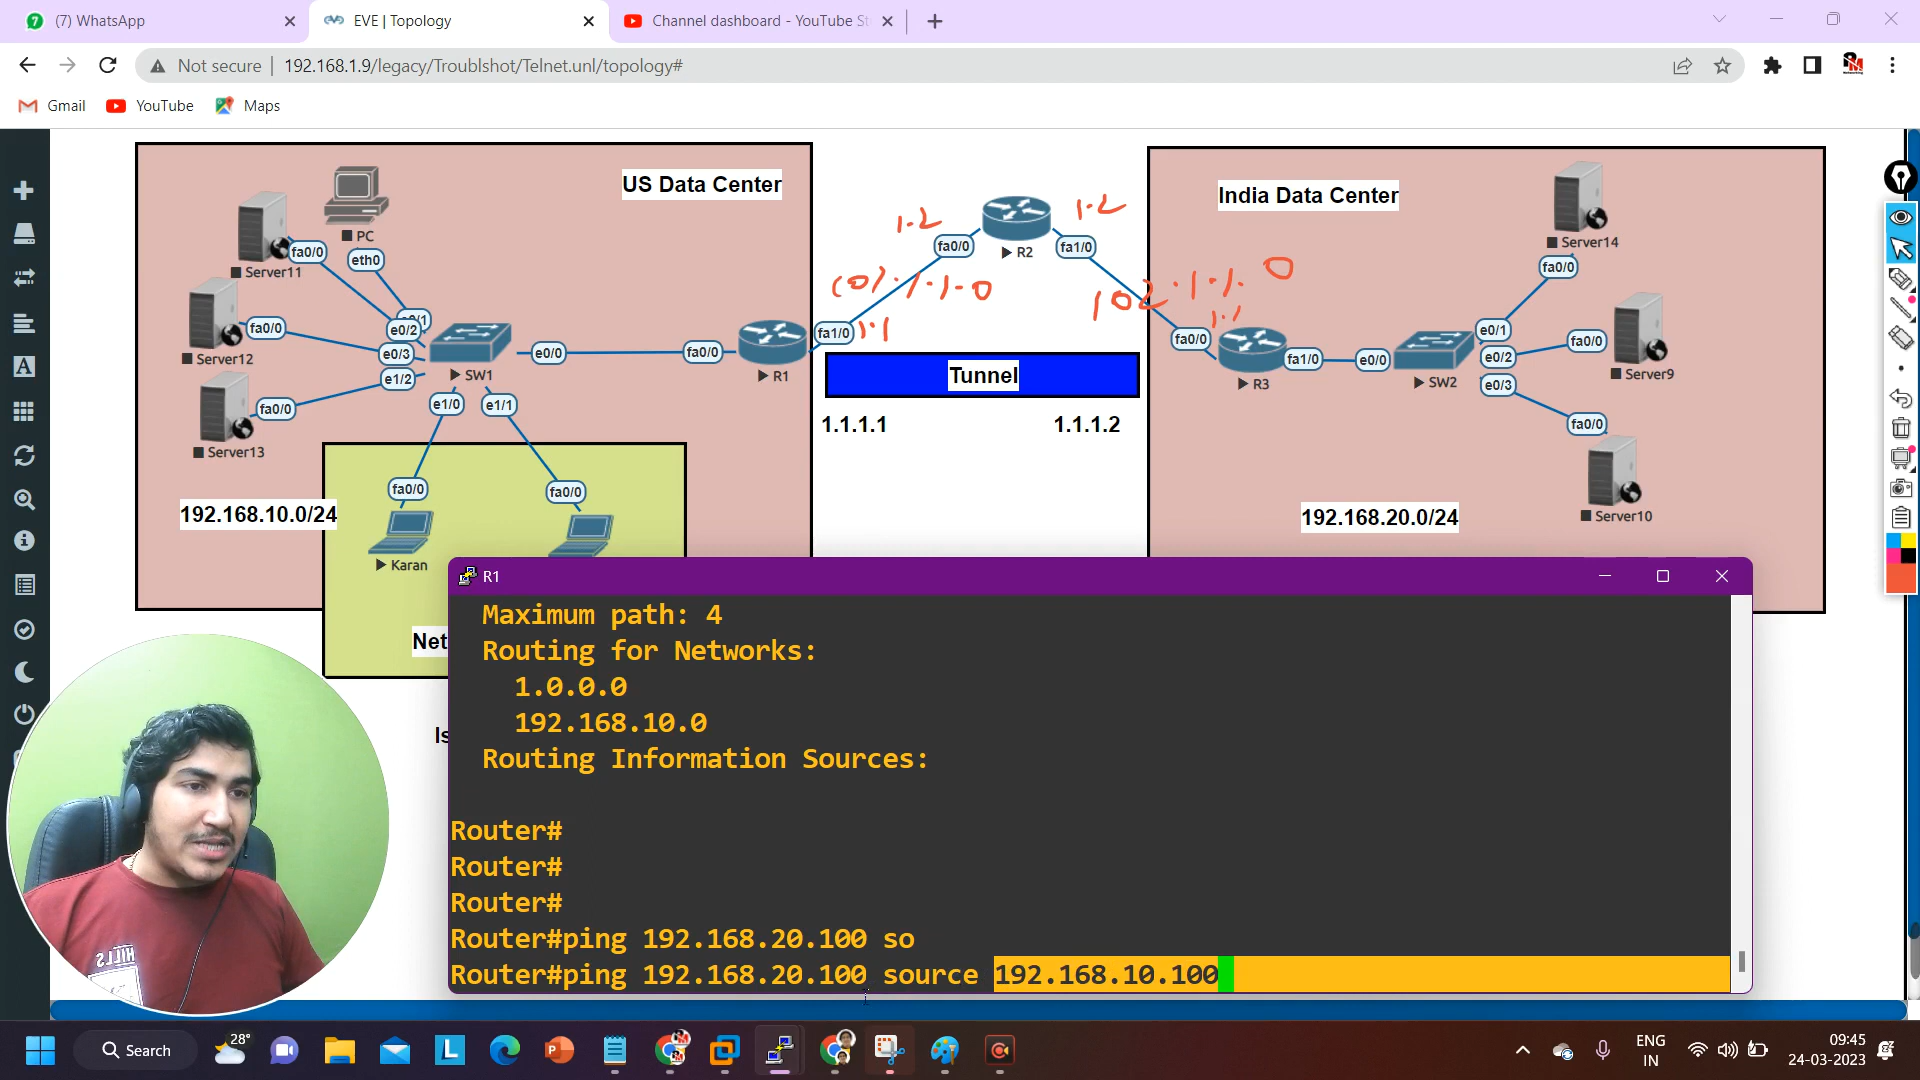 (7) WhatsApp
EVE | Topology
Channel dashboard - YouTube St
Not secure
192.168.1.9/legacy/Troublshot/Telnet.unl/topology#
Gmail
YouTube
Maps
US Data Center
India Data Center
PC
eth0
Server11
fa0/0
Server12
fa0/0
Server13
fa0/0
e0/2
e0/3
e1/2
e1/0
e1/1
SW1
e0/0
fa0/0
R1
fa1/0
1.1
1.2
fa0/0
R2
fa1/0
1.2
101.1.1.0
102.1.1.0
1.1
fa0/0
R3
fa1/0
e0/0
SW2
e0/1
e0/2
e0/3
Server14
fa0/0
Server9
fa0/0
Server10
fa0/0
Tunnel
1.1.1.1
1.1.1.2
192.168.10.0/24
192.168.20.0/24
fa0/0
fa0/0
Karan
Net
Is
R1
Maximum path: 4
Routing for Networks:
1.0.0.0
192.168.10.0
Routing Information Sources:
Router#
Router#
Router#
Router#ping 192.168.20.100 so
Router#ping 192.168.20.100 source 192.168.10.100
HILLS
28°
Search
ENG
IN
09:45
24-03-2023